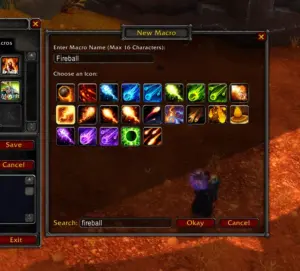 New Macro
acros
Enter Macro Name (Max 16 Characters):
Fireball
Choose an Icon:
Save
Cancel
Search: fireball
Okay
Cancel
Exit